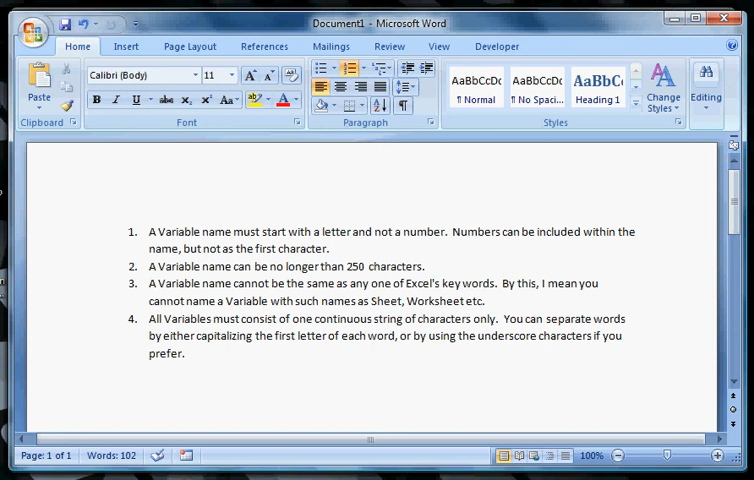 Document1 - Microsoft Word
Home Insert Page Layout References Mailings Review View Developer
Calibri (Body) 11
AaBbCcDc AaBbCcDc AaBbC
Paste
B I U abc x₂ x² Aa
¶ Normal ¶ No Spaci... Heading 1 Change Styles Editing
Clipboard Font Paragraph Styles
1. A Variable name must start with a letter and not a number. Numbers can be included within the
name, but not as the first character.
2. A Variable name can be no longer than 250 characters.
3. A Variable name cannot be the same as any one of Excel's key words. By this, I mean you
cannot name a Variable with such names as Sheet, Worksheet etc.
4. All Variables must consist of one continuous string of characters only. You can separate words
by either capitalizing the first letter of each word, or by using the underscore characters if you
prefer.
Page: 1 of 1 Words: 102 100%